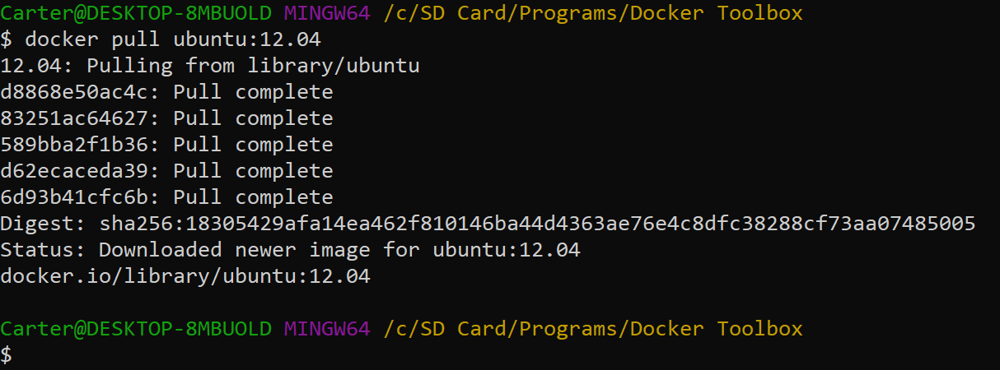 Carter@DESKTOP-8MBUOLD MINGW64 /c/SD Card/Programs/Docker Toolbox
$ docker pull ubuntu:12.04
12.04: Pulling from library/ubuntu
d8868e50ac4c: Pull complete
83251ac64627: Pull complete
589bba2f1b36: Pull complete
d62ecaceda39: Pull complete
6d93b41cfc6b: Pull complete
Digest: sha256:18305429afa14ea462f810146ba44d4363ae76e4c8dfc38288cf73aa07485005
Status: Downloaded newer image for ubuntu:12.04
docker.io/library/ubuntu:12.04
Carter@DESKTOP-8MBUOLD MINGW64 /c/SD Card/Programs/Docker Toolbox
$